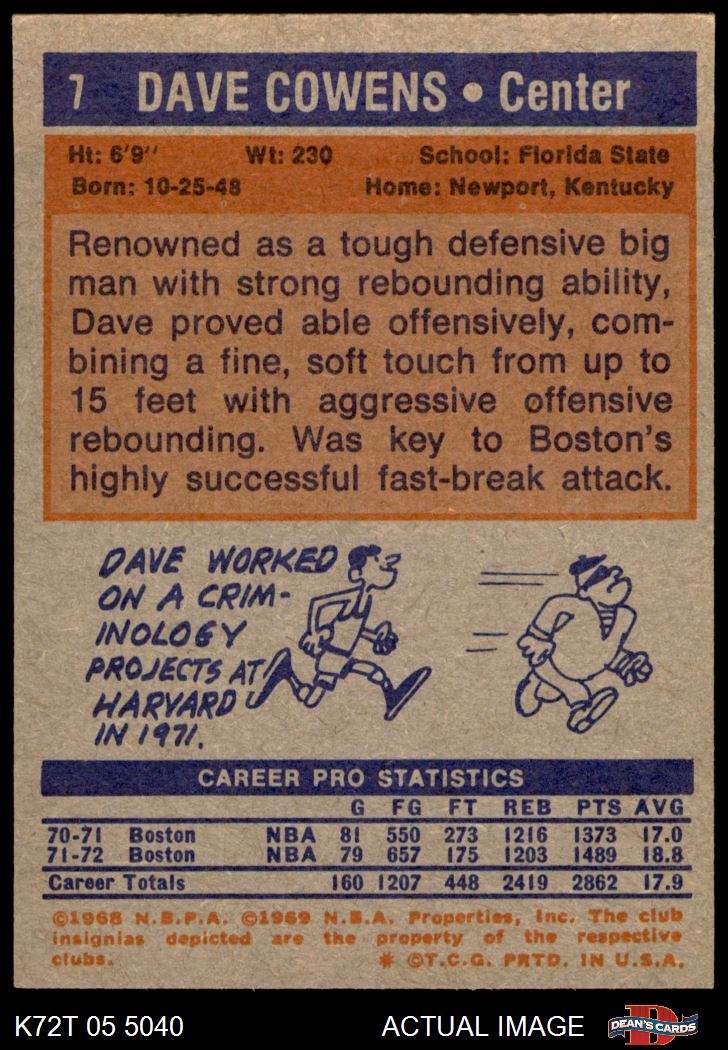 7 DAVE COWENS • Center
Ht: 6'9" Wt: 230 School: Florida State
Born: 10-25-48 Home: Newport, Kentucky
Renowned as a tough defensive big
man with strong rebounding ability,
Dave proved able offensively, com-
bining a fine, soft touch from up to
15 feet with aggressive offensive
rebounding. Was key to Boston's
highly successful fast-break attack.
DAVE WORKED
ON A CRIM-
INOLOGY
PROJECTS AT
HARVARD
IN 1971.
CAREER PRO STATISTICS
G FG FT REB PTS AVG
70-71 Boston NBA 81 550 273 1216 1373 17.0
71-72 Boston NBA 79 657 175 1203 1489 18.8
Career Totals 160 1207 448 2419 2862 17.9
©1968 N.B.P.A. ©1969 N.B.A. Properties, Inc. The club
insignias depicted are the property of the respective
clubs. * ©T.C.G. PRTD. IN U.S.A.
K72T 05 5040 ACTUAL IMAGE D DEAN'S CARDS